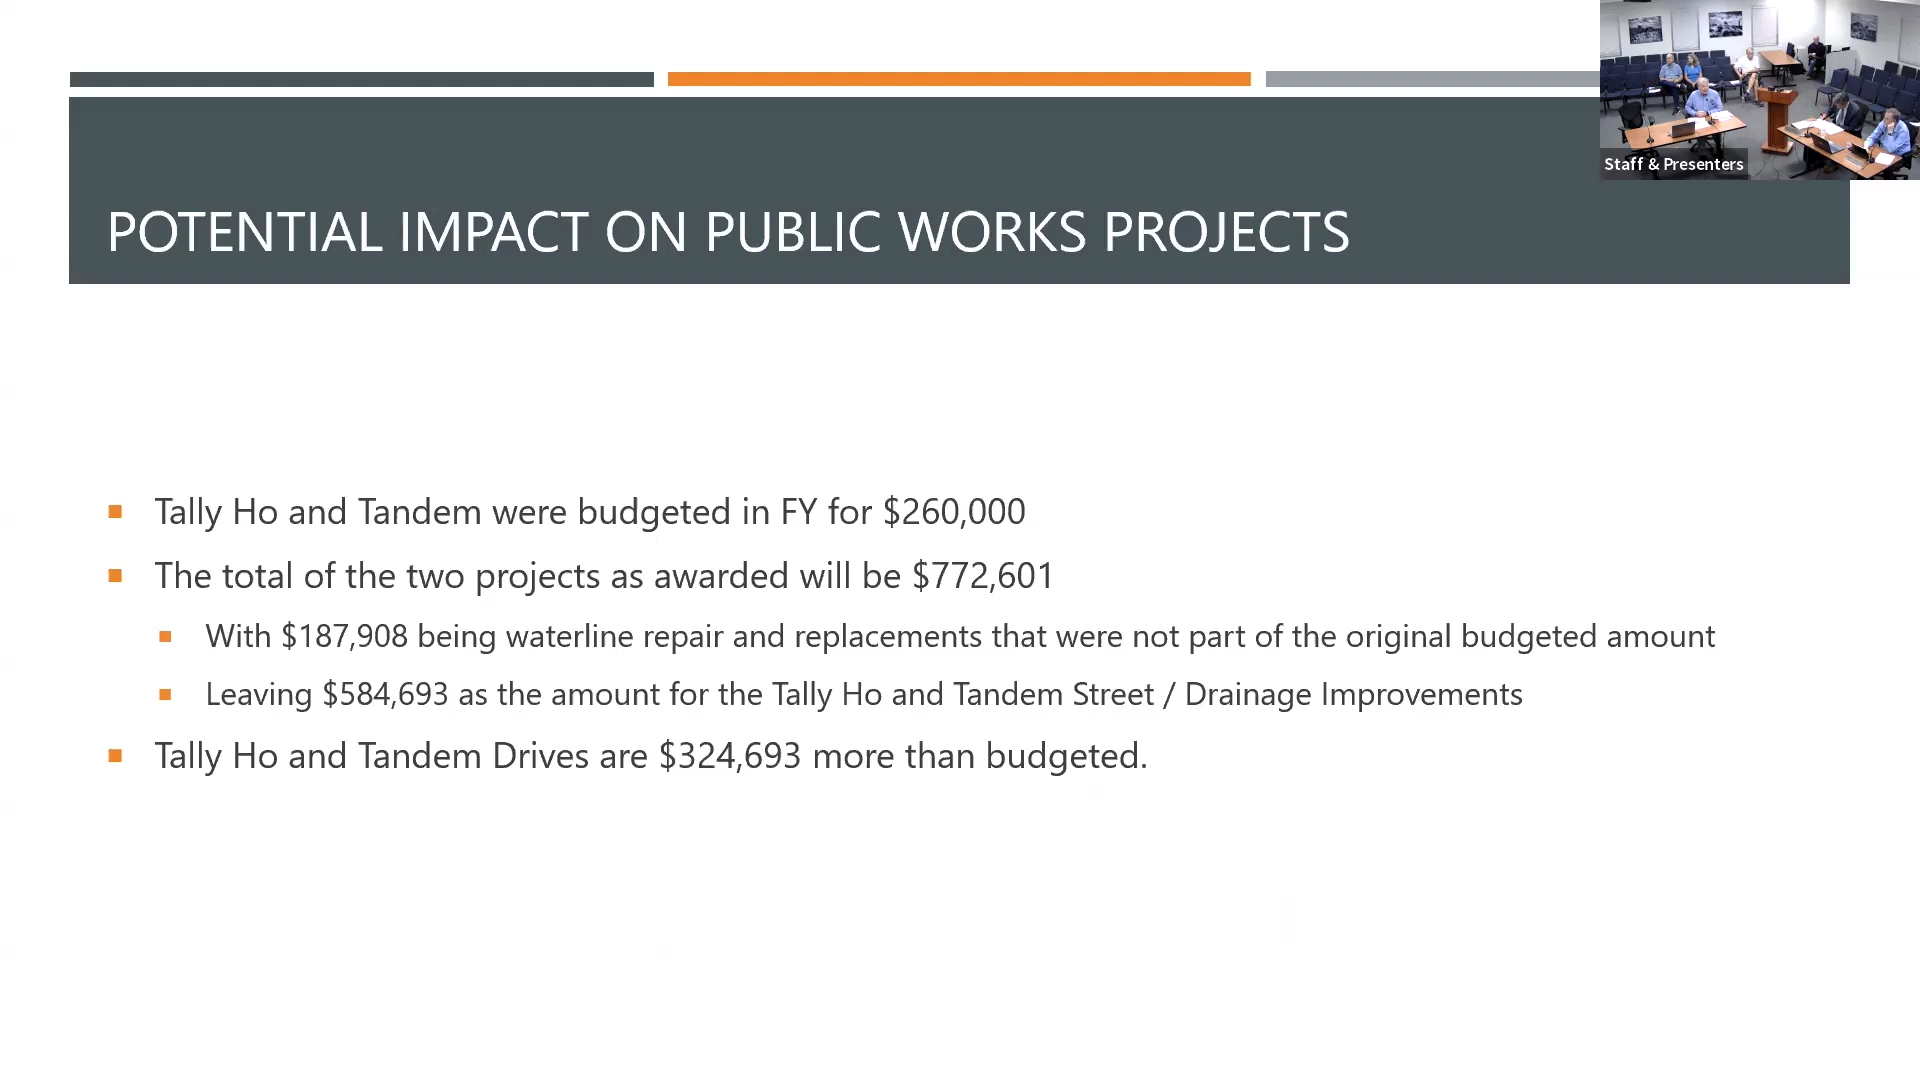 Staff & Presenters
POTENTIAL IMPACT ON PUBLIC WORKS PROJECTS
Tally Ho and Tandem were budgeted in FY for $260,000
The total of the two projects as awarded will be $772,601
With $187,908 being waterline repair and replacements that were not part of the original budgeted amount
Leaving $584,693 as the amount for the Tally Ho and Tandem Street / Drainage Improvements
Tally Ho and Tandem Drives are $324,693 more than budgeted.